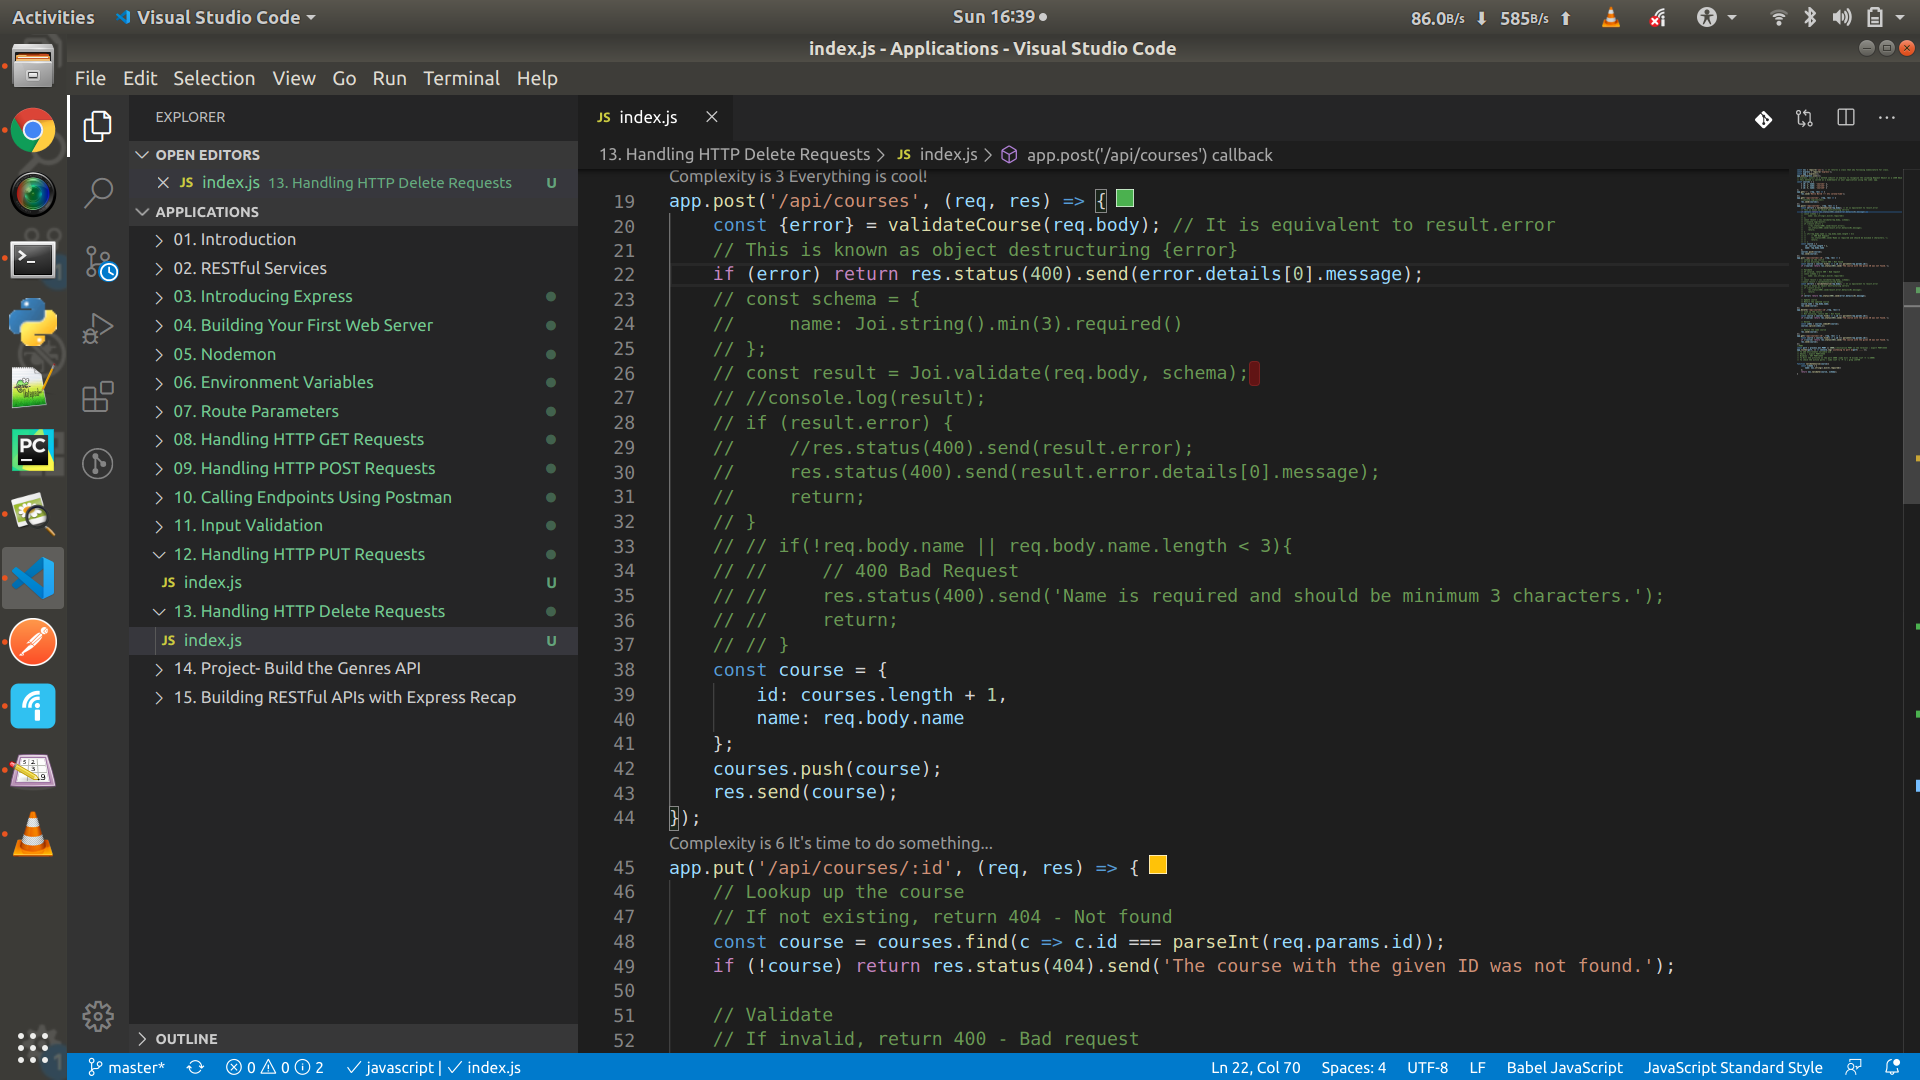 Activities Visual Studio Code Sun 16:39 86.0B/s 585B/s
index.js - Applications - Visual Studio Code
File Edit Selection View Go Run Terminal Help
EXPLORER
OPEN EDITORS
JS index.js 13. Handling HTTP Delete Requests U
APPLICATIONS
01. Introduction
02. RESTful Services
03. Introducing Express
04. Building Your First Web Server
05. Nodemon
06. Environment Variables
07. Route Parameters
08. Handling HTTP GET Requests
09. Handling HTTP POST Requests
10. Calling Endpoints Using Postman
11. Input Validation
12. Handling HTTP PUT Requests
JS index.js U
13. Handling HTTP Delete Requests
JS index.js U
14. Project- Build the Genres API
15. Building RESTful APIs with Express Recap
OUTLINE
PC
JS index.js
13. Handling HTTP Delete Requests > JS index.js > app.post('/api/courses') callback
Complexity is 3 Everything is cool!
19 app.post('/api/courses', (req, res) => {
20     const {error} = validateCourse(req.body); // It is equivalent to result.error
21     // This is known as object destructuring {error}
22     if (error) return res.status(400).send(error.details[0].message);
23     // const schema = {
24     //     name: Joi.string().min(3).required()
25     // };
26     // const result = Joi.validate(req.body, schema);
27     // //console.log(result);
28     // if (result.error) {
29     //     //res.status(400).send(result.error);
30     //     res.status(400).send(result.error.details[0].message);
31     //     return;
32     // }
33     // // if(!req.body.name || req.body.name.length < 3){
34     // //     // 400 Bad Request
35     // //     res.status(400).send('Name is required and should be minimum 3 characters.');
36     // //     return;
37     // // }
38     const course = {
39         id: courses.length + 1,
40         name: req.body.name
41     };
42     courses.push(course);
43     res.send(course);
44 });
Complexity is 6 It's time to do something...
45 app.put('/api/courses/:id', (req, res) => {
46     // Lookup up the course
47     // If not existing, return 404 - Not found
48     const course = courses.find(c => c.id === parseInt(req.params.id));
49     if (!course) return res.status(404).send('The course with the given ID was not found.');
50
51     // Validate
52     // If invalid, return 400 - Bad request
master* 0 0 2 javascript | index.js Ln 22, Col 70 Spaces: 4 UTF-8 LF Babel JavaScript JavaScript Standard Style